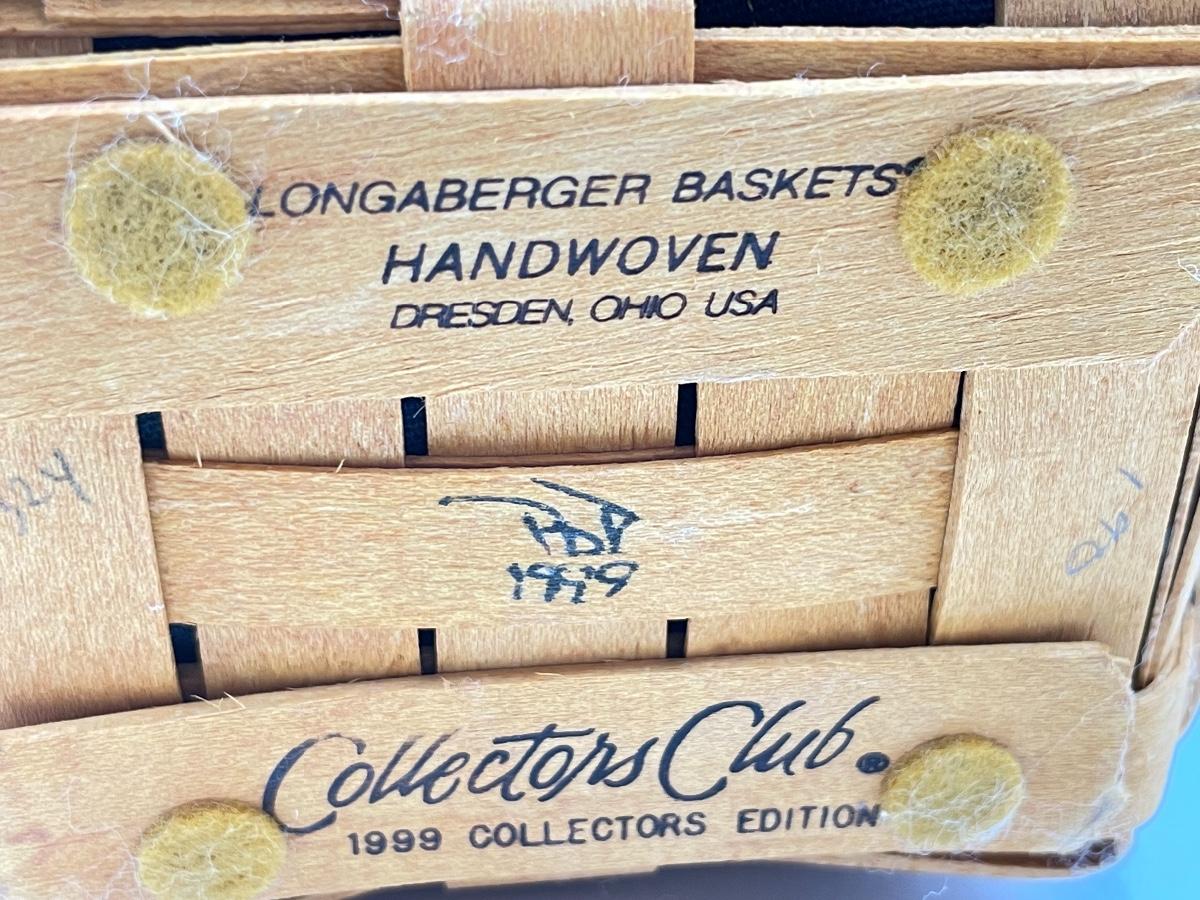 LONGABERGER BASKETS®
HANDWOVEN
DRESDEN, OHIO USA
1999
Collectors Club®
1999 COLLECTORS EDITION